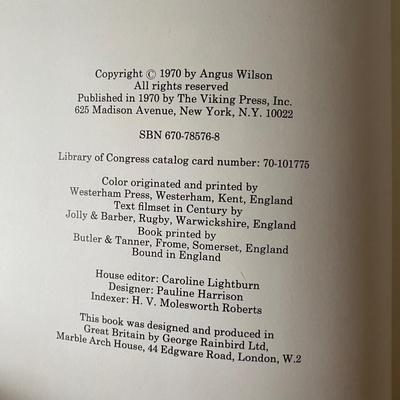 Copyright © 1970 by Angus Wilson
All rights reserved
Published in 1970 by The Viking Press, Inc.
625 Madison Avenue, New York, N.Y. 10022
SBN 670-78576-8
Library of Congress catalog card number: 70-101775
Color originated and printed by
Westerham Press, Westerham, Kent, England
Text filmset in Century by
Jolly & Barber, Rugby, Warwickshire, England
Book printed by
Butler & Tanner, Frome, Somerset, England
Bound in England
House editor: Caroline Lightburn
Designer: Pauline Harrison
Indexer: H. V. Molesworth Roberts
This book was designed and produced in
Great Britain by George Rainbird Ltd,
Marble Arch House, 44 Edgware Road, London, W.2